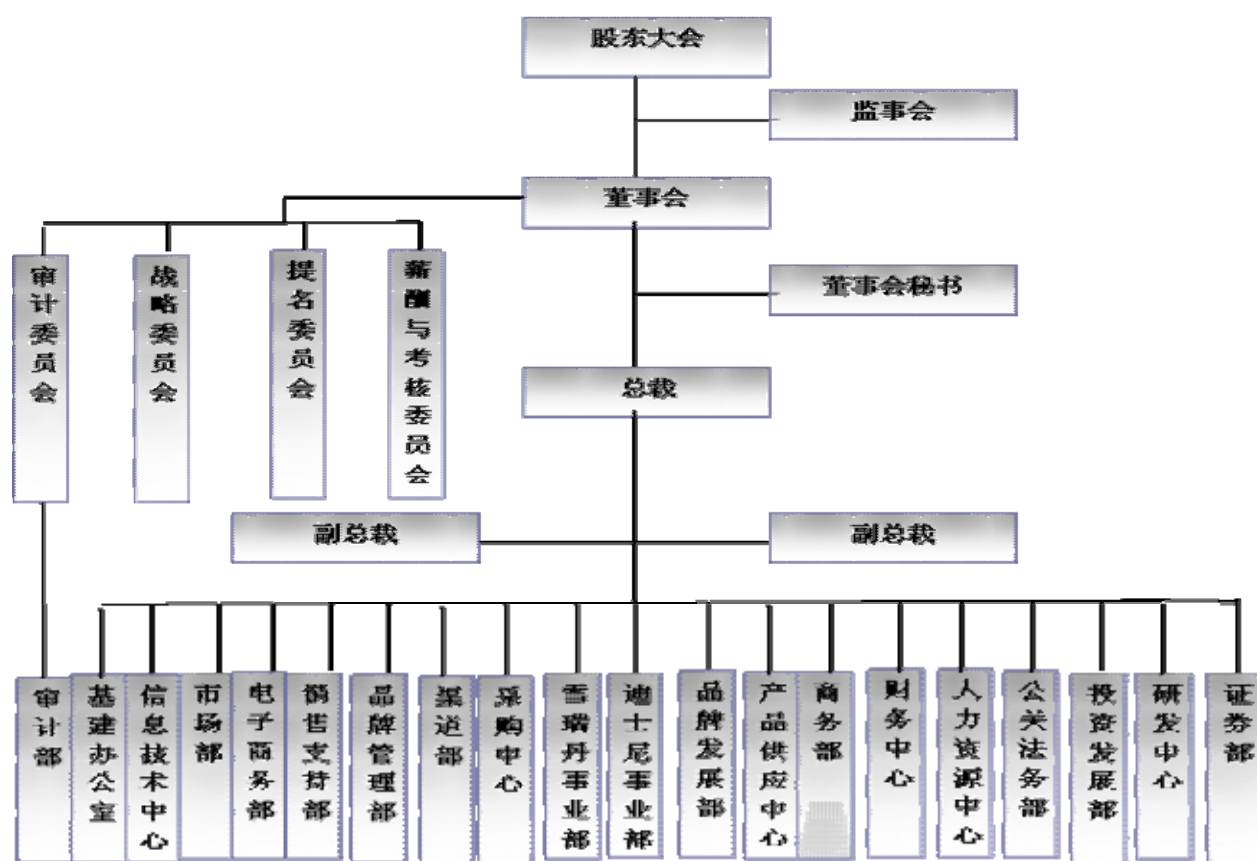 股东大会
监事会
董事会
审计委员会
战略委员会
提名委员会
薪酬与考核委员会
董事会秘书
总裁
副总裁
副总裁
审计部
基建办公室
信息技术中心
市场部
电子商务部
销售支持部
品牌管理部
渠道部
采购中心
雪瑞丹事业部
迪士尼事业部
品牌发展部
产品供应中心
商务部
财务中心
人力资源中心
公关法务部
投资发展部
研发中心
证券部